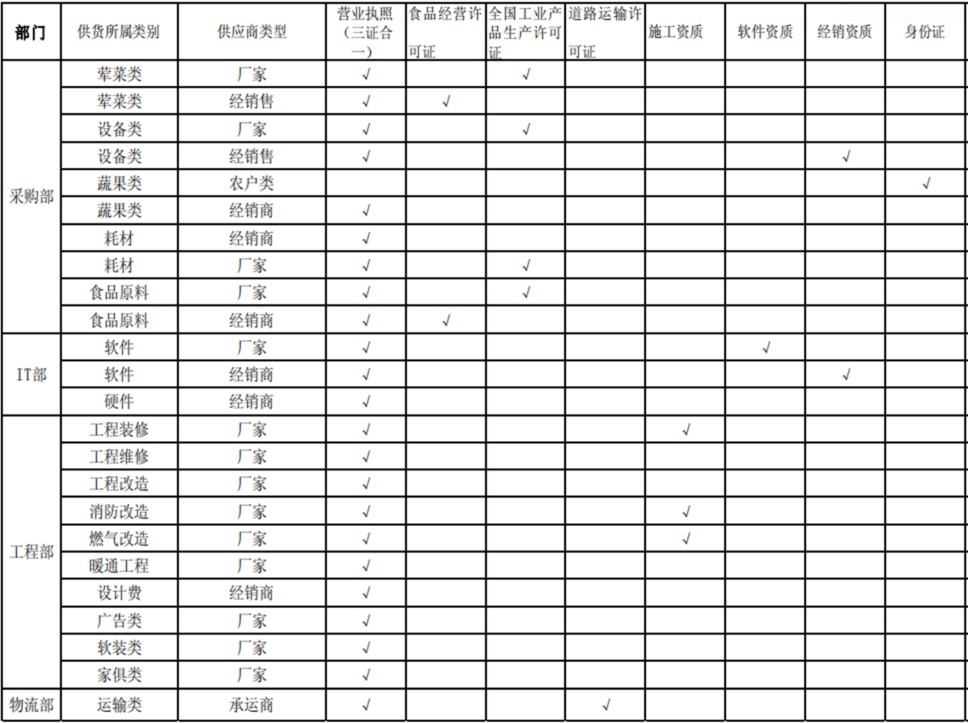 部门 供货所属类别 供应商类型 营业执照（三证合一） 食品经营许可证 全国工业产品生产许可证 道路运输许可证 施工资质 软件资质 经销资质 身份证
采购部
荤菜类 厂家 √ √
荤菜类 经销售 √ √
设备类 厂家 √ √
设备类 经销售 √ √
蔬果类 农户类 √
蔬果类 经销商 √
耗材 经销商 √
耗材 厂家 √ √
食品原料 厂家 √ √
食品原料 经销商 √ √
IT部
软件 厂家 √ √
软件 经销商 √ √
硬件 经销商 √
工程部
工程装修 厂家 √ √
工程维修 厂家 √
工程改造 厂家 √
消防改造 厂家 √ √
燃气改造 厂家 √ √
暖通工程 厂家 √
设计费 经销商 √
广告类 厂家 √
软装类 厂家 √
家俱类 厂家 √
物流部 运输类 承运商 √ √